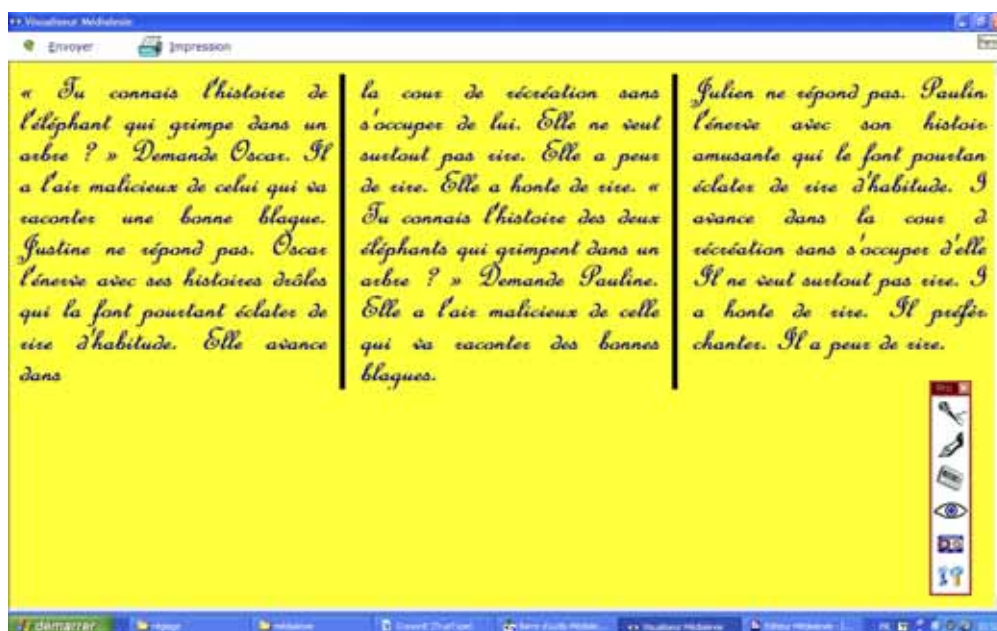 Visualiseur Médialexie
Envoyer Impression
« Tu connais l'histoire de
l'éléphant qui grimpe dans un
arbre ? » Demande Oscar. Il
a l'air malicieux de celui qui va
raconter une bonne blague.
Justine ne répond pas. Oscar
l'énerve avec ses histoires drôles
qui la font pourtant éclater de
rire d'habitude. Elle avance
dans
la cour de récréation sans
s'occuper de lui. Elle ne veut
surtout pas rire. Elle a peur
de rire. Elle a honte de rire. «
Tu connais l'histoire des deux
éléphants qui grimpent dans un
arbre ? » Demande Pauline.
Elle a l'air malicieux de celle
qui va raconter des bonnes
blagues.
Julien ne répond pas. Paulin
l'énerve avec son histoir
amusante qui le font pourtan
éclater de rire d'habitude. I
avance dans la cour d
récréation sans s'occuper d'elle
Il ne veut surtout pas rire. I
a honte de rire. Il préfèr
chanter. Il a peur de rire.
démarrer